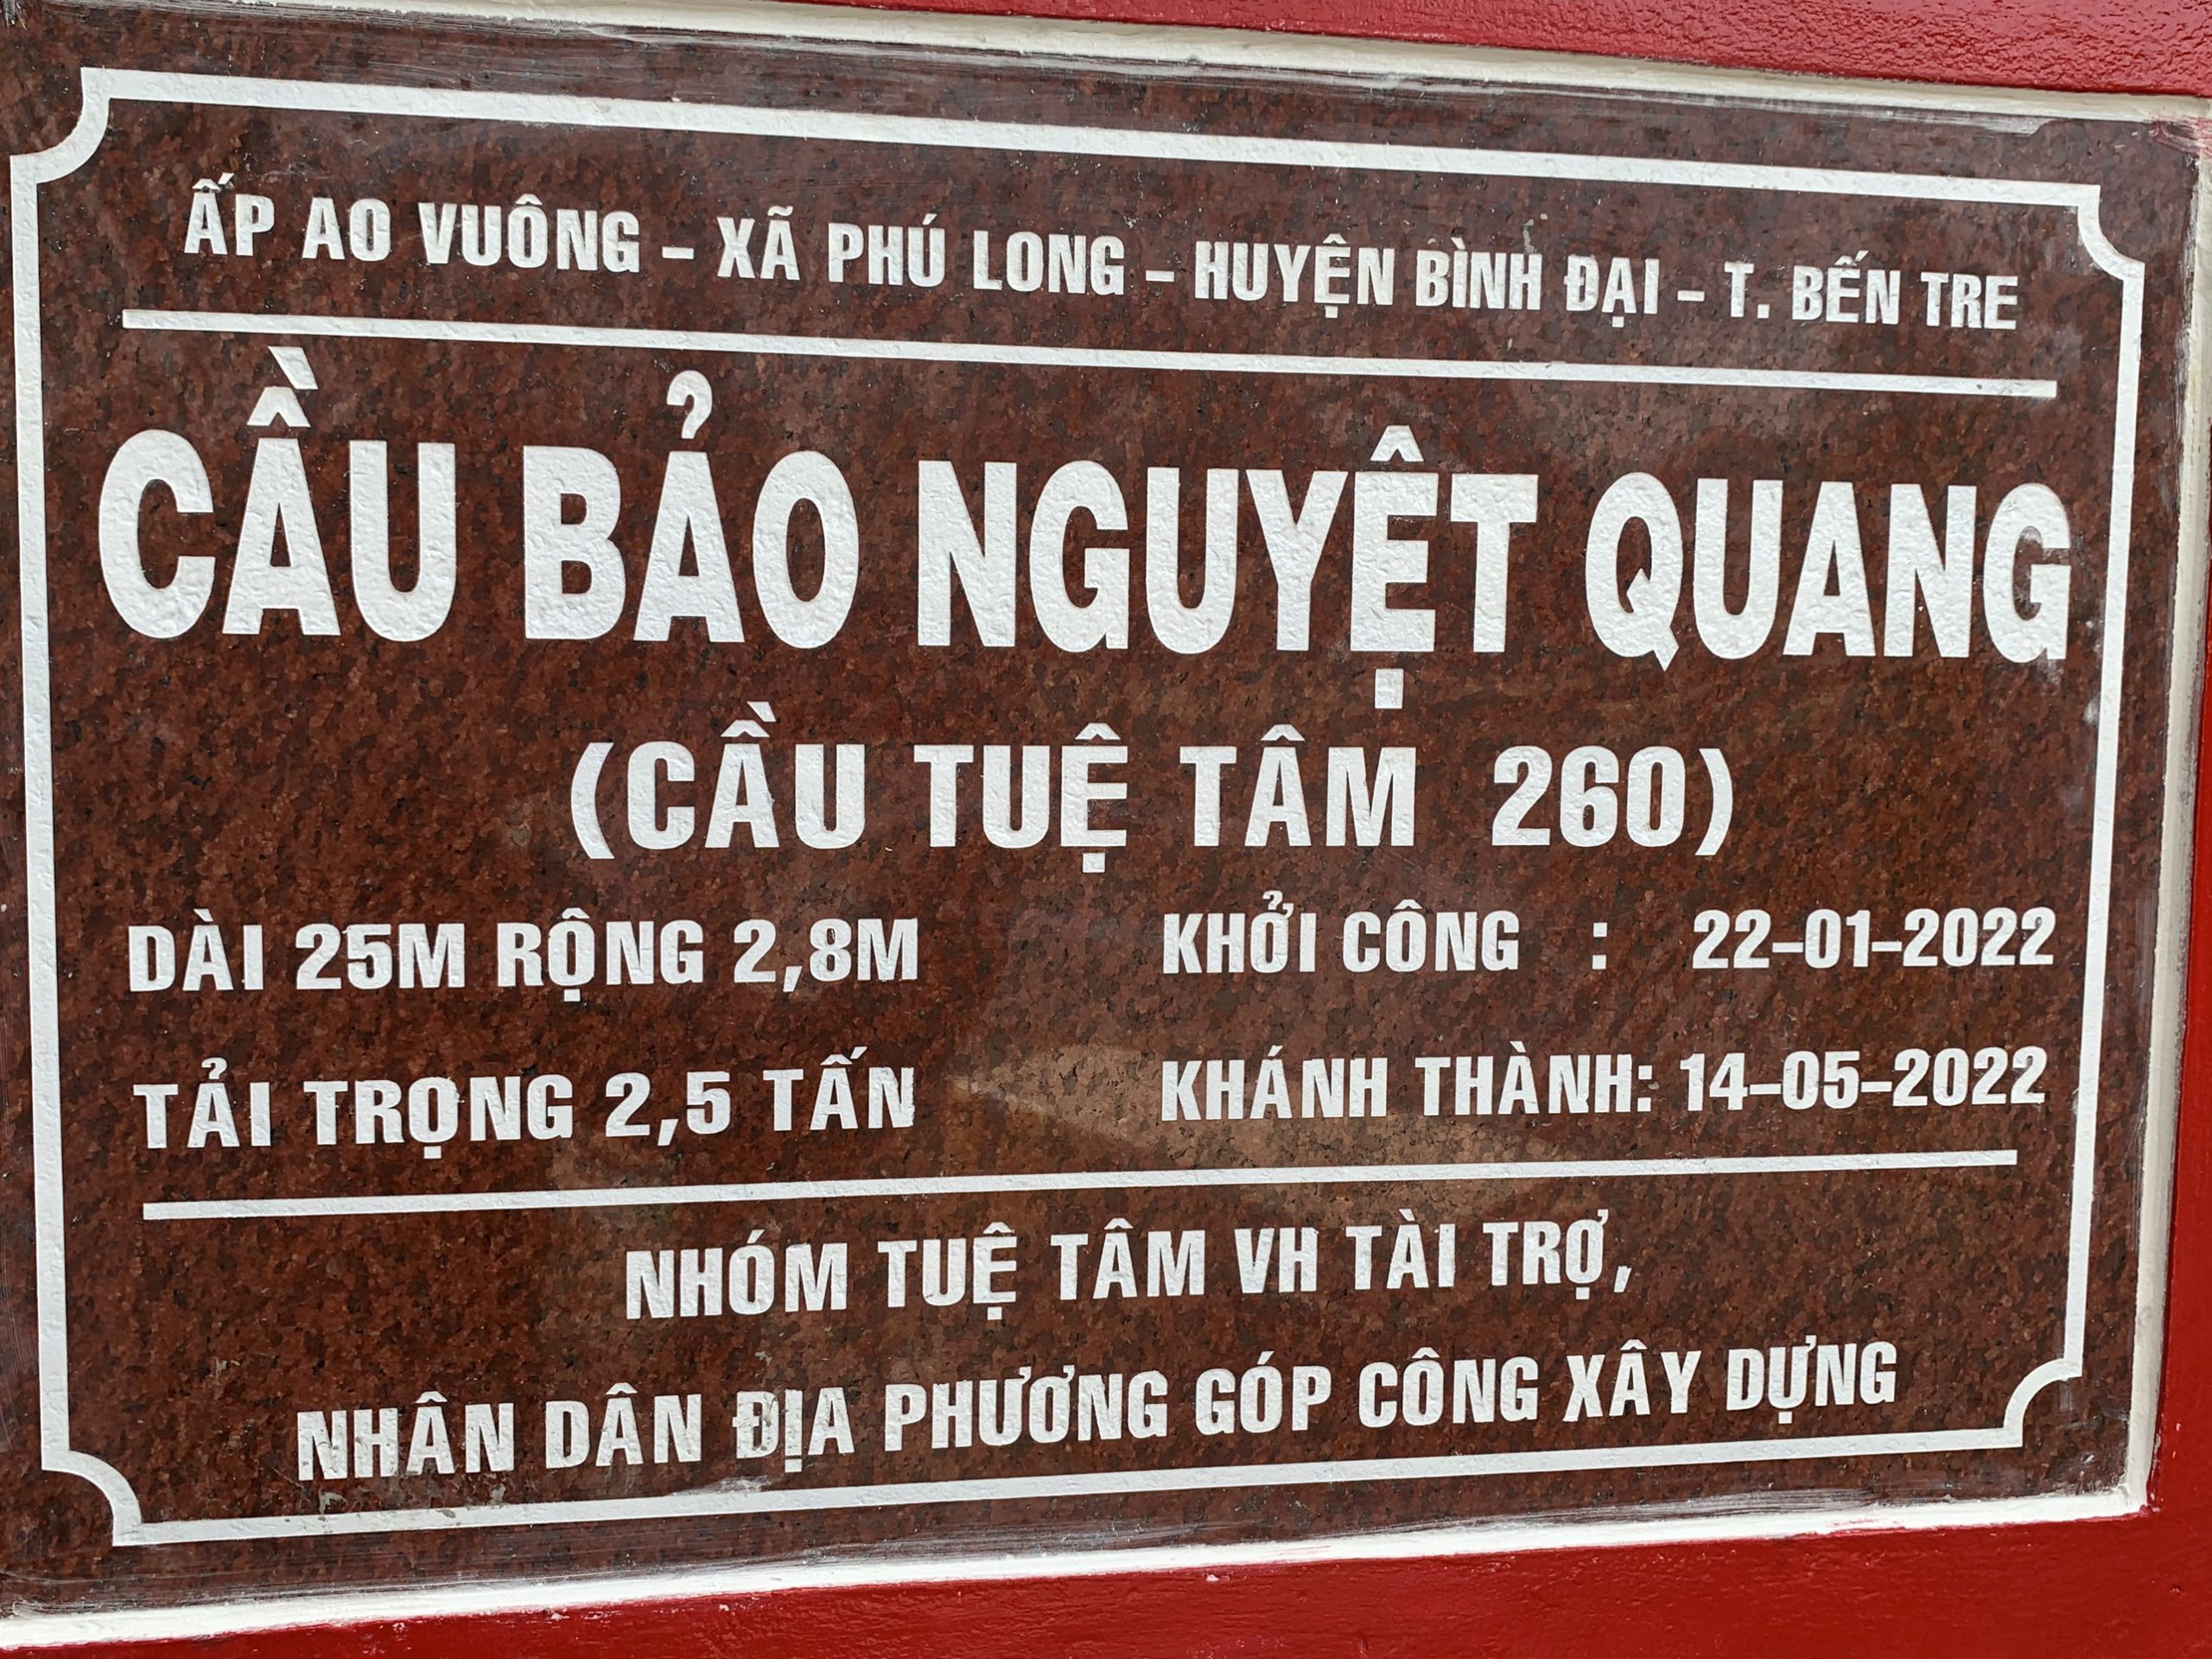 ẤP AO VUÔNG – XÃ PHÚ LONG – HUYỆN BÌNH ĐẠI – T. BẾN TRE
CẦU BẢO NGUYỆT QUANG
(CẦU TUỆ TÂM 260)
DÀI 25M RỘNG 2,8M KHỞI CÔNG : 22-01-2022
TẢI TRỌNG 2,5 TẤN KHÁNH THÀNH: 14-05-2022
NHÓM TUỆ TÂM VH TÀI TRỢ,
NHÂN DÂN ĐỊA PHƯƠNG GÓP CÔNG XÂY DỰNG